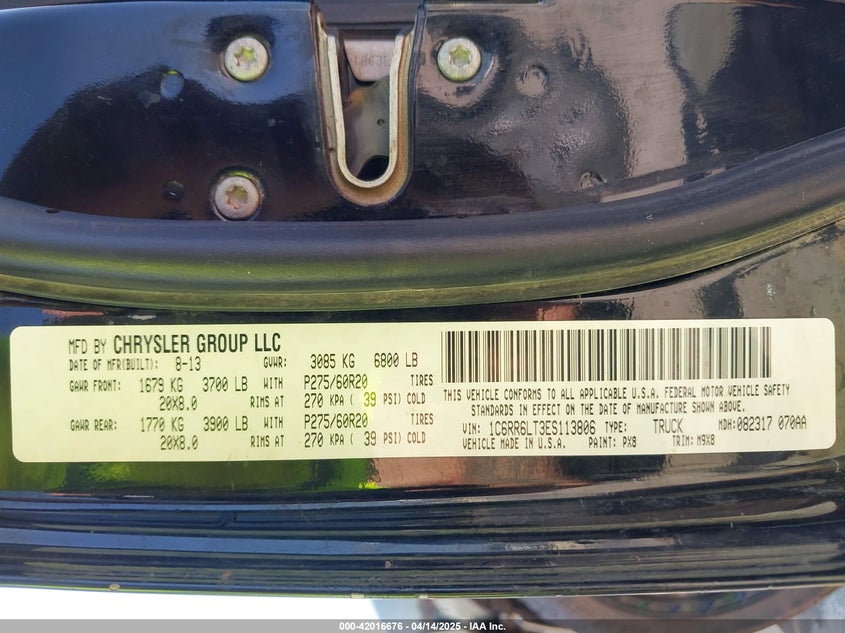 MFD BY CHRYSLER GROUP LLC
DATE OF MFR(BUILT): 8-13 GVWR: 3085 KG 6800 LB
GAWR FRONT: 1679 KG 3700 LB WITH P275/60R20 TIRES
20X8.0 RIMS AT 270 KPA ( 39 PSI) COLD
GAWR REAR: 1770 KG 3900 LB WITH P275/60R20 TIRES
20X8.0 RIMS AT 270 KPA ( 39 PSI) COLD
THIS VEHICLE CONFORMS TO ALL APPLICABLE U.S.A. FEDERAL MOTOR VEHICLE SAFETY
STANDARDS IN EFFECT ON THE DATE OF MANUFACTURE SHOWN ABOVE.
VIN: 1C6RR6LT3ES113806 TYPE: TRUCK MDH: 082317 070AA
VEHICLE MADE IN U.S.A. PAINT: PX8 TRIM: M9X8
000-42016676 - 04/14/2025 - IAA Inc.